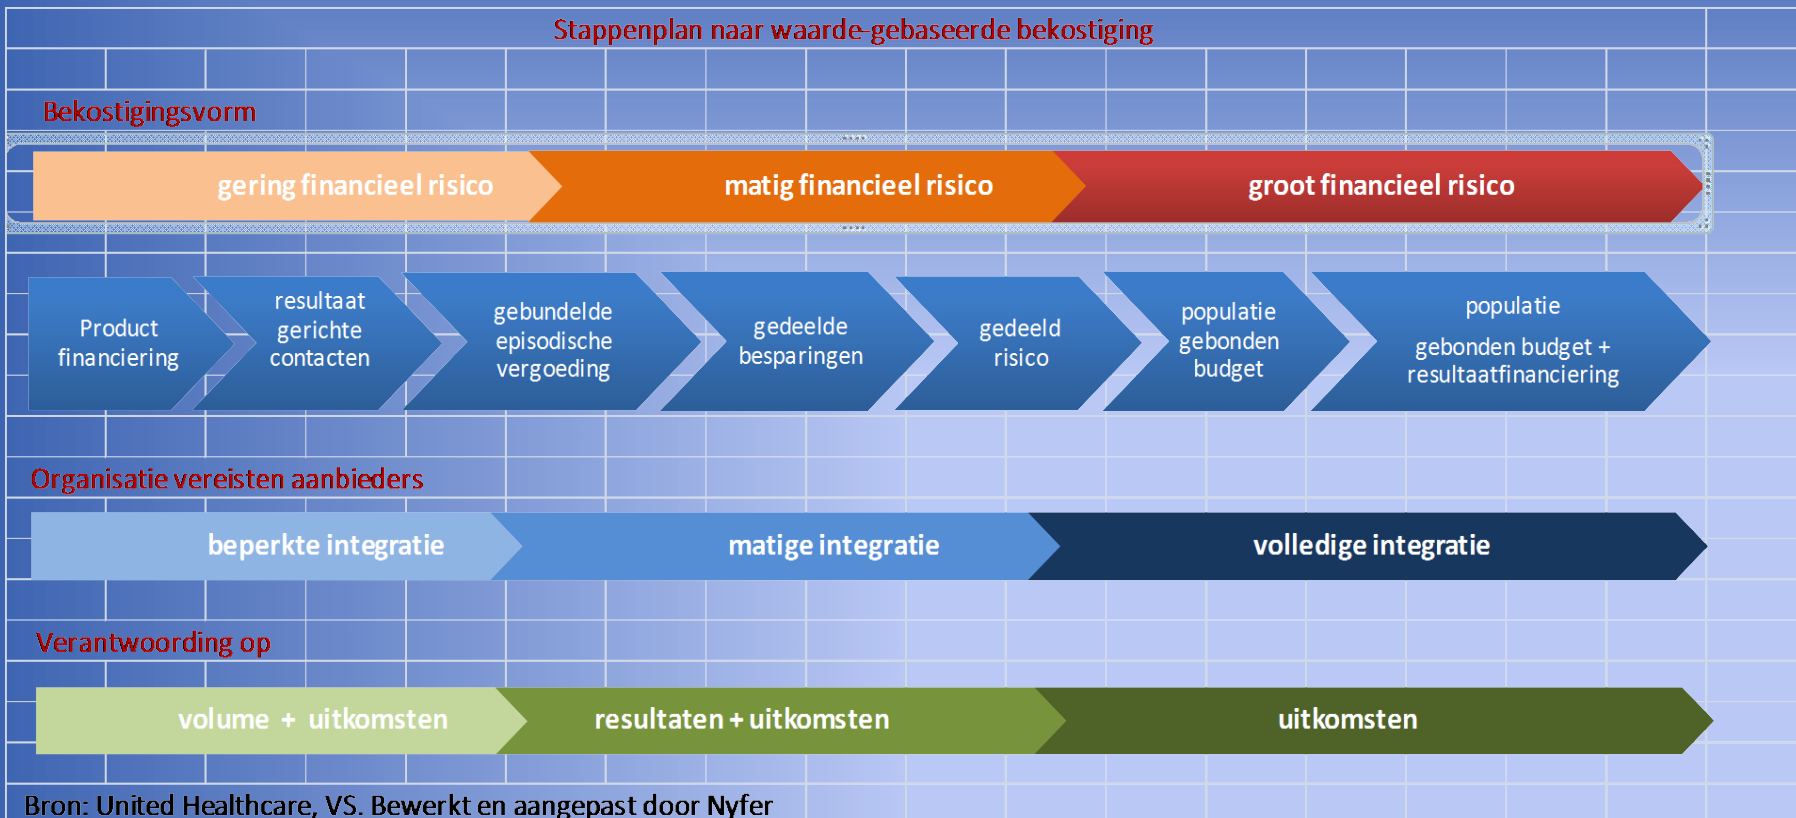 Stappenplan naar waarde-gebaseerde bekostiging
Bekostigingsvorm
gering financieel risico
matig financieel risico
groot financieel risico
Product
financiering
resultaat
gerichte
contacten
gebundelde
episodische
vergoeding
gedeelde
besparingen
gedeeld
risico
populatie
gebonden
budget
populatie
gebonden budget +
resultaatfinanciering
Organisatie vereisten aanbieders
beperkte integratie
matige integratie
volledige integratie
Verantwoording op
volume + uitkomsten
resultaten + uitkomsten
uitkomsten
Bron: United Healthcare, VS. Bewerkt en aangepast door Nyfer